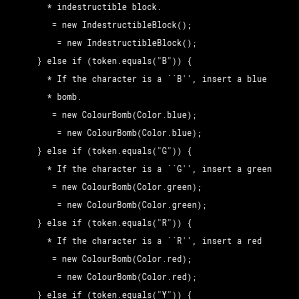 * indestructible block.
= new IndestructibleBlock();
= new IndestructibleBlock();
} else if (token.equals("B")) {
* If the character is a ``B'', insert a blue
* bomb.
= new ColourBomb(Color.blue);
= new ColourBomb(Color.blue);
} else if (token.equals("G")) {
* If the character is a ``G'', insert a green
= new ColourBomb(Color.green);
= new ColourBomb(Color.green);
} else if (token.equals("R")) {
* If the character is a ``R'', insert a red
= new ColourBomb(Color.red);
= new ColourBomb(Color.red);
} else if (token.equals("Y")) {